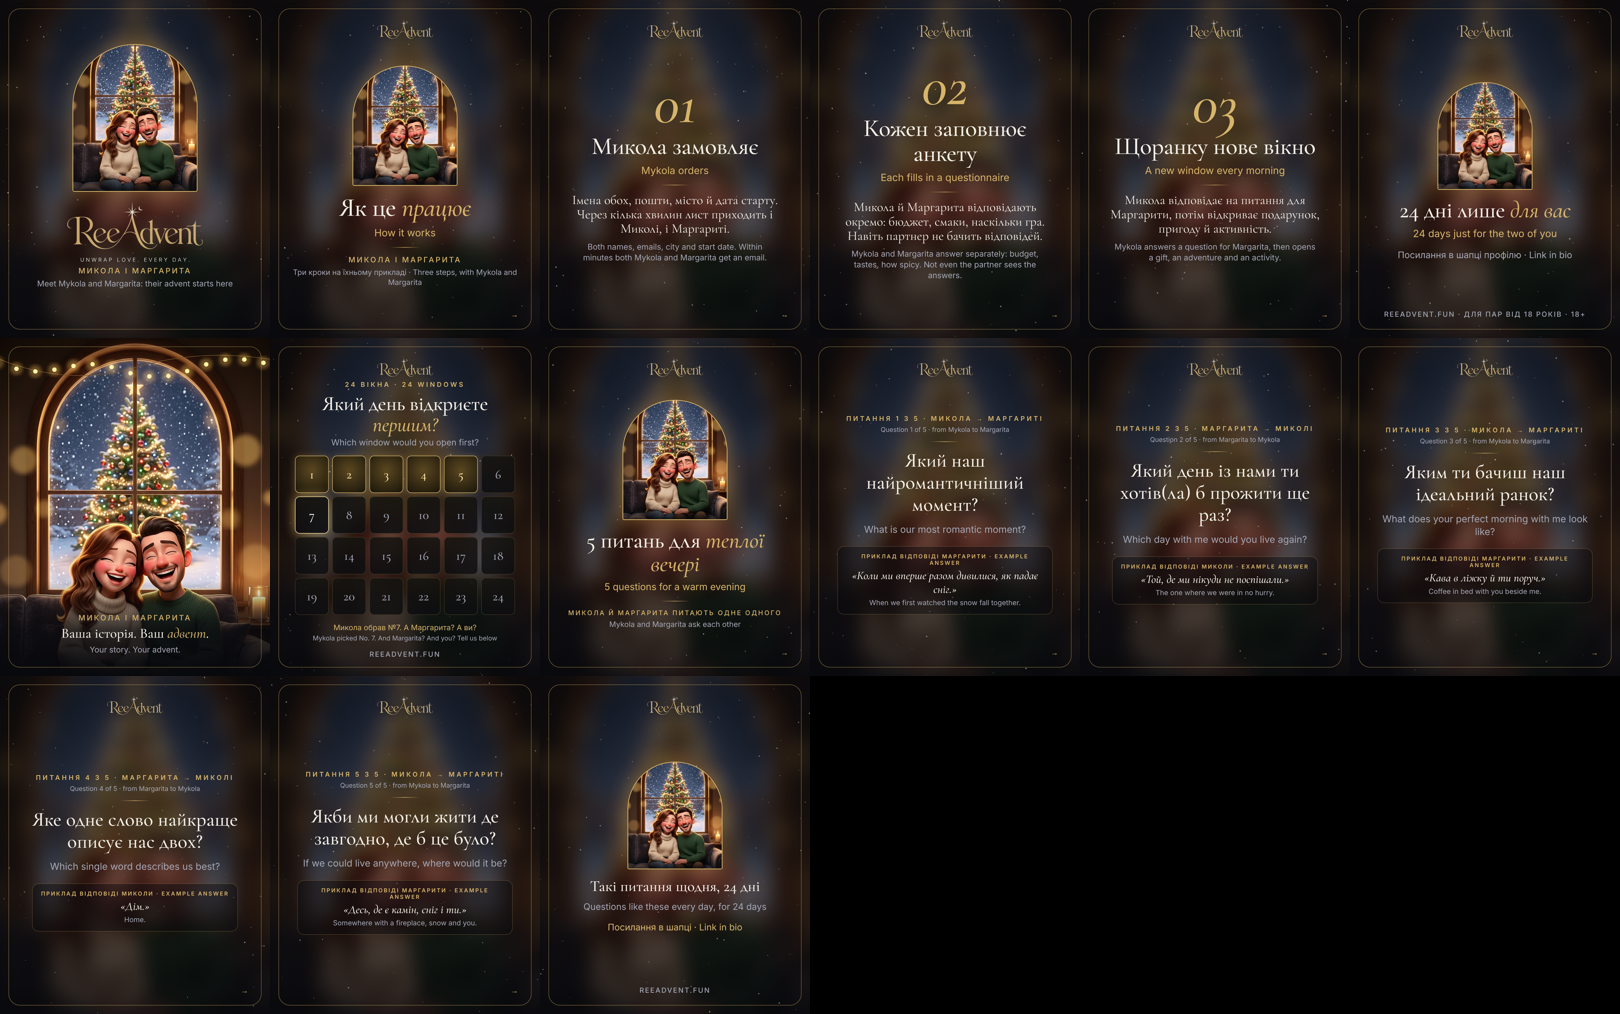 ReeAdvent
UNWRAP LOVE. EVERY DAY.
МИКОЛА І МАРГАРИТА
Meet Mykola and Margarita: their advent starts here
ReeAdvent
Як це працює
How it works
МИКОЛА І МАРГАРИТА
Три кроки на їхньому прикладі · Three steps, with Mykola and
Margarita
→
ReeAdvent
01
Микола замовляє
Mykola orders
Імена обох, пошти, місто й дата старту.
Через кілька хвилин лист приходить і
Миколі, і Маргариті.
Both names, emails, city and start date. Within
minutes both Mykola and Margarita get an email.
→
ReeAdvent
02
Кожен заповнює
анкету
Each fills in a questionnaire
Микола й Маргарита відповідають
окремо: бюджет, смаки, наскільки гра.
Навіть партнер не бачить відповідей.
Mykola and Margarita answer separately: budget,
tastes, how spicy. Not even the partner sees the
answers.
→
ReeAdvent
03
Щоранку нове вікно
A new window every morning
Микола відповідає на питання для
Маргарити, потім відкриває подарунок,
пригоду й активність.
Mykola answers a question for Margarita, then opens
a gift, an adventure and an activity.
→
ReeAdvent
24 дні лише для вас
24 days just for the two of you
Посилання в шапці профілю · Link in bio
REEADVENT.FUN · ДЛЯ ПАР ВІД 18 РОКІВ · 18+
МИКОЛА І МАРГАРИТА
Ваша історія. Ваш адвент.
Your story. Your advent.
ReeAdvent
24 ВІКНА · 24 WINDOWS
Який день відкриєте
першим?
Which window would you open first?
1 2 3 4 5 6
7 8 9 10 11 12
13 14 15 16 17 18
19 20 21 22 23 24
Микола обрав №7. А Маргарита? А ви?
Mykola picked No. 7. And Margarita? And you? Tell us below
REEADVENT.FUN
ReeAdvent
5 питань для теплої
вечері
5 questions for a warm evening
МИКОЛА Й МАРГАРИТА ПИТАЮТЬ ОДНЕ ОДНОГО
Mykola and Margarita ask each other
→
ReeAdvent
ПИТАННЯ 1 З 5 · МИКОЛА → МАРГАРИТІ
Question 1 of 5 · from Mykola to Margarita
Який наш
найромантичніший
момент?
What is our most romantic moment?
ПРИКЛАД ВІДПОВІДІ МАРГАРИТИ · EXAMPLE
ANSWER
«Коли ми вперше разом дивилися, як падає
сніг.»
When we first watched the snow fall together.
→
ReeAdvent
ПИТАННЯ 2 З 5 · МАРГАРИТА → МИКОЛІ
Question 2 of 5 · from Margarita to Mykola
Який день із нами ти
хотів(ла) б прожити ще
раз?
Which day with me would you live again?
ПРИКЛАД ВІДПОВІДІ МИКОЛИ · EXAMPLE ANSWER
«Той, де ми нікуди не поспішали.»
The one where we were in no hurry.
→
ReeAdvent
ПИТАННЯ 3 З 5 · МИКОЛА → МАРГАРИТІ
Question 3 of 5 · from Mykola to Margarita
Яким ти бачиш наш
ідеальний ранок?
What does your perfect morning with me look
like?
ПРИКЛАД ВІДПОВІДІ МАРГАРИТИ · EXAMPLE
ANSWER
«Кава в ліжку й ти поруч.»
Coffee in bed with you beside me.
→
ReeAdvent
ПИТАННЯ 4 З 5 · МАРГАРИТА → МИКОЛІ
Question 4 of 5 · from Margarita to Mykola
Яке одне слово найкраще
описує нас двох?
Which single word describes us best?
ПРИКЛАД ВІДПОВІДІ МИКОЛИ · EXAMPLE ANSWER
«Дім.»
Home.
→
ReeAdvent
ПИТАННЯ 5 З 5 · МИКОЛА → МАРГАРИТІ
Question 5 of 5 · from Mykola to Margarita
Якби ми могли жити де
завгодно, де б це було?
If we could live anywhere, where would it be?
ПРИКЛАД ВІДПОВІДІ МАРГАРИТИ · EXAMPLE
ANSWER
«Десь, де є камін, сніг і ти.»
Somewhere with a fireplace, snow and you.
→
ReeAdvent
Такі питання щодня, 24 дні
Questions like these every day, for 24 days
Посилання в шапці · Link in bio
REEADVENT.FUN